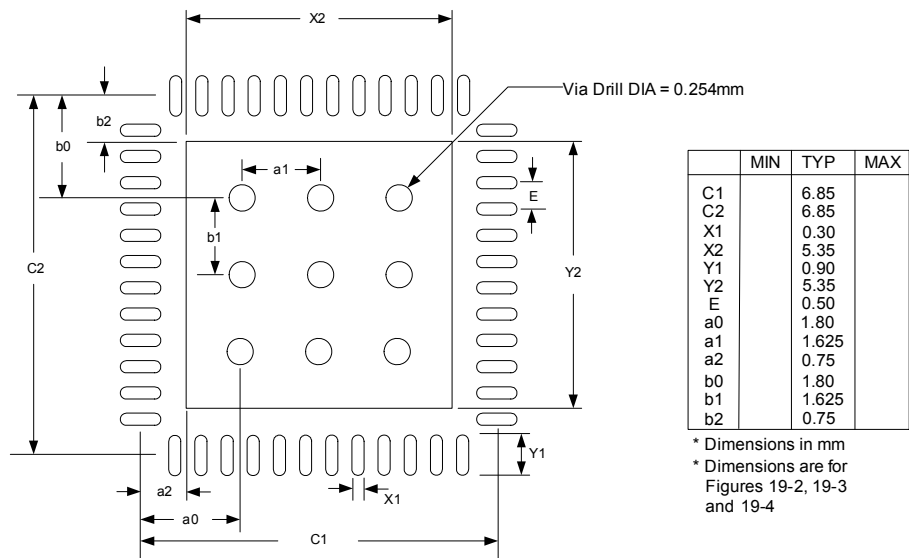 X2
Via Drill DIA = 0.254mm
b2
b0
a1
E
b1
C2
Y2
Y1
X1
a2
a0
C1
MIN TYP MAX
C1 6.85
C2 6.85
X1 0.30
X2 5.35
Y1 0.90
Y2 5.35
E 0.50
a0 1.80
a1 1.625
a2 0.75
b0 1.80
b1 1.625
b2 0.75
* Dimensions in mm
* Dimensions are for
Figures 19-2, 19-3
and 19-4